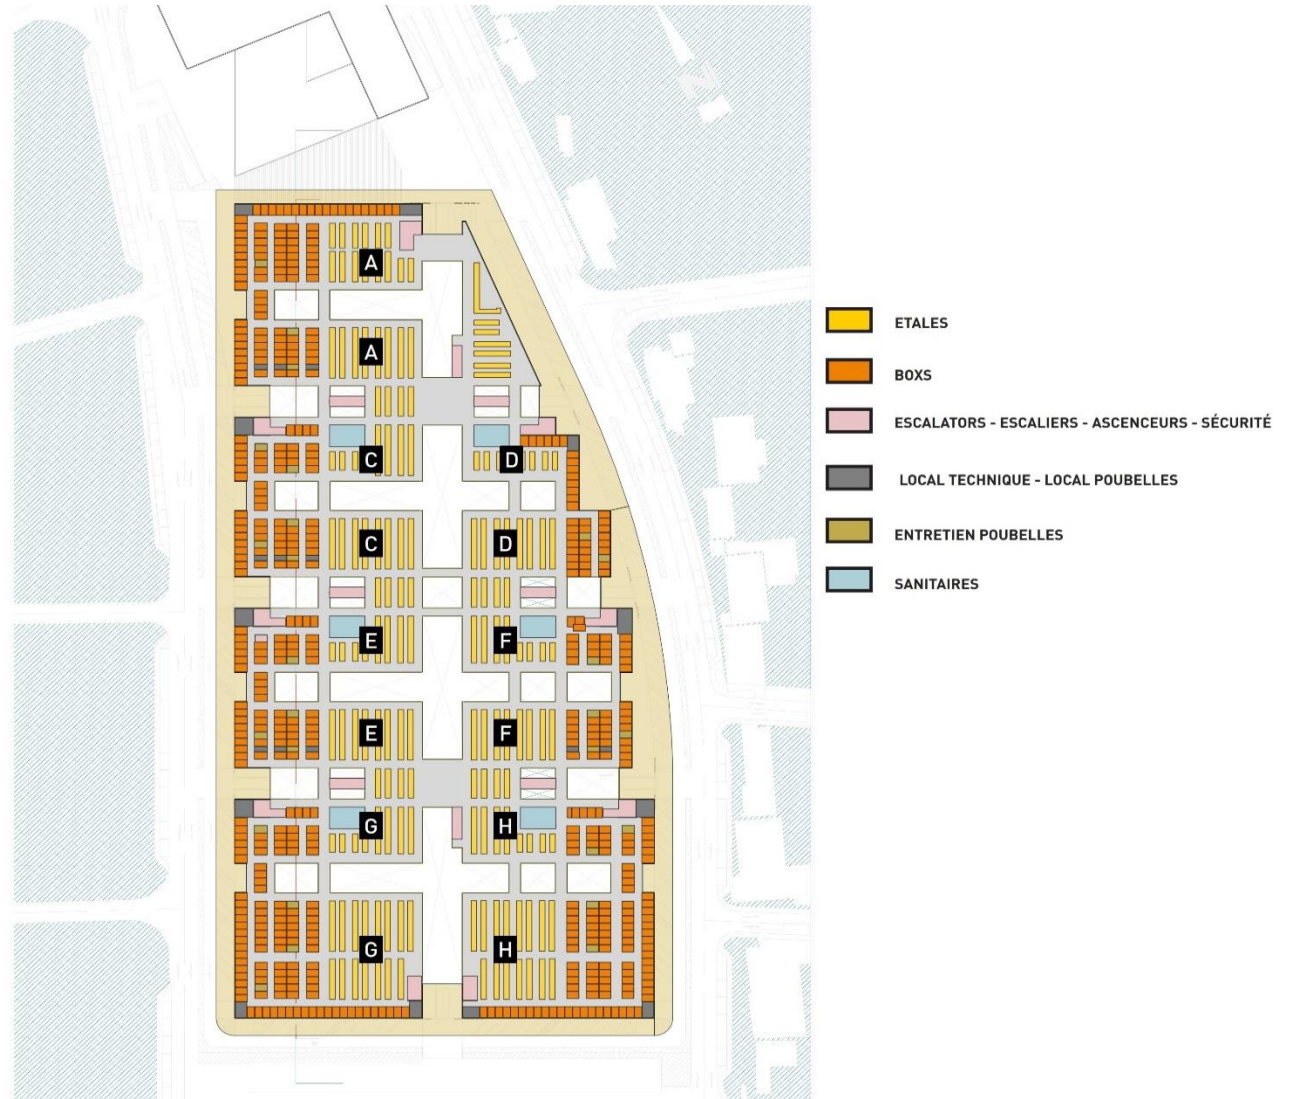 N
A
A
C
D
C
D
E
F
E
F
G
H
G
H
ETALES
BOXS
ESCALATORS - ESCALIERS - ASCENCEURS - SÉCURITÉ
LOCAL TECHNIQUE - LOCAL POUBELLES
ENTRETIEN POUBELLES
SANITAIRES